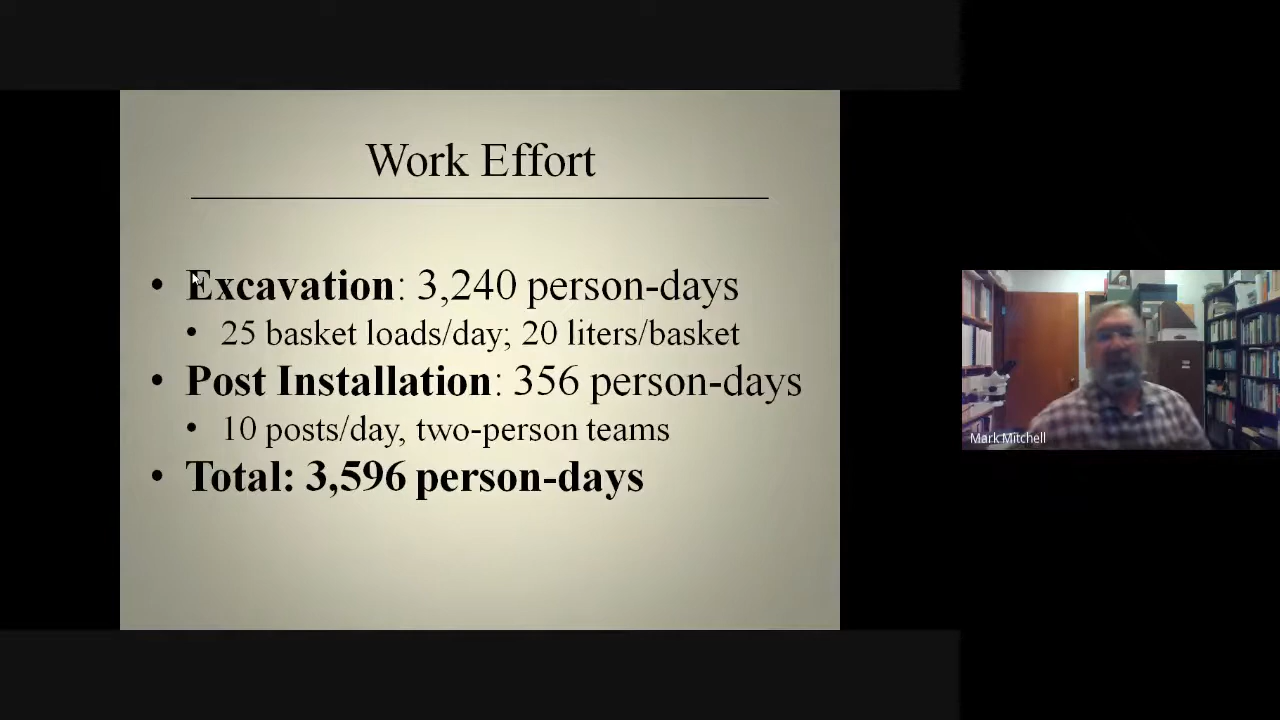 Work Effort
• Excavation: 3,240 person-days
• 25 basket loads/day; 20 liters/basket
• Post Installation: 356 person-days
• 10 posts/day, two-person teams
• Total: 3,596 person-days
Mark Mitchell